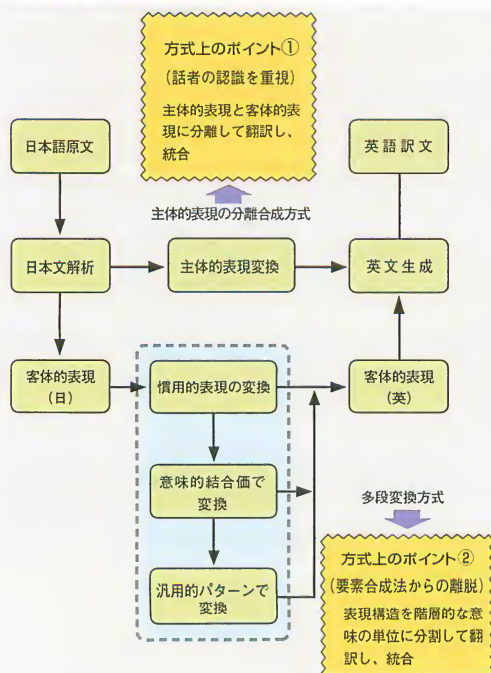 方式上のポイント①
(話者の認識を重視)
主体的表現と客体的表
現に分離して翻訳し、
統合
日本語原文
英語訳文
主体的表現の分離合成方式
日本文解析
主体的表現変換
英文生成
客体的表現
(日)
慣用的表現の変換
客体的表現
(英)
意味的結合価で
変換
汎用的パターンで
変換
多段変換方式
方式上のポイント②
(要素合成法からの離脱)
表現構造を階層的な意
味の単位に分割して翻
訳し、統合